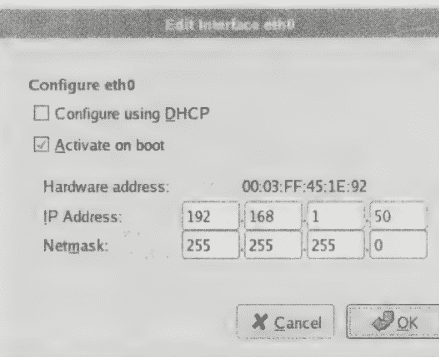 Edit Interface eth0
Configure eth0
Configure using DHCP
Activate on boot
Hardware address: 00:03:FF:45:1E:92
IP Address: 192 . 168 . 1 . 50
Netmask: 255 . 255 . 255 . 0
Cancel OK